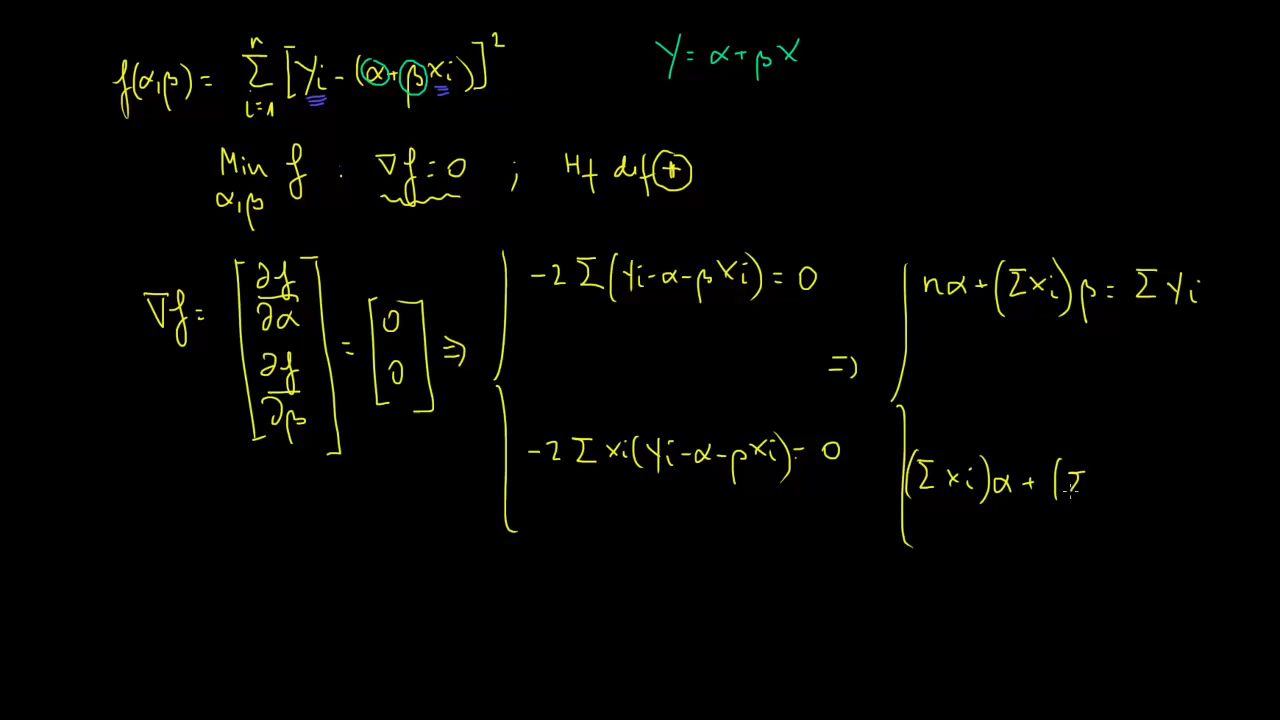 f(α,β) = Σ_{i=1}^{n} [yi - (α+βxi)]²
Y = α+βX
Min_{α,β} f : ∇f = 0 ; Hf def +
∇f = [∂f/∂α ∂f/∂β] = [0 0] ⇒
{ -2 Σ(yi-α-βxi) = 0
-2 Σ xi(yi-α-βxi) = 0
⇒
{ nα + (Σxi)β = Σyi
(Σxi)α + (Σ